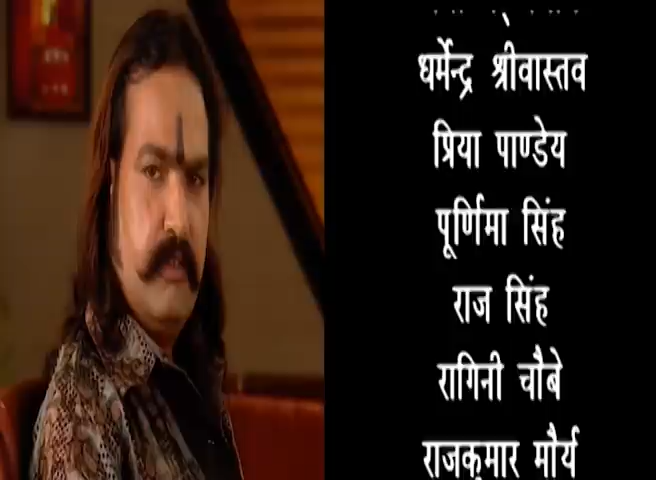 धर्मेन्द्र श्रीवास्तव
प्रिया पाण्डेय
पूर्णिमा सिंह
राज सिंह
रागिनी चौबे
राजकुमार मौर्य